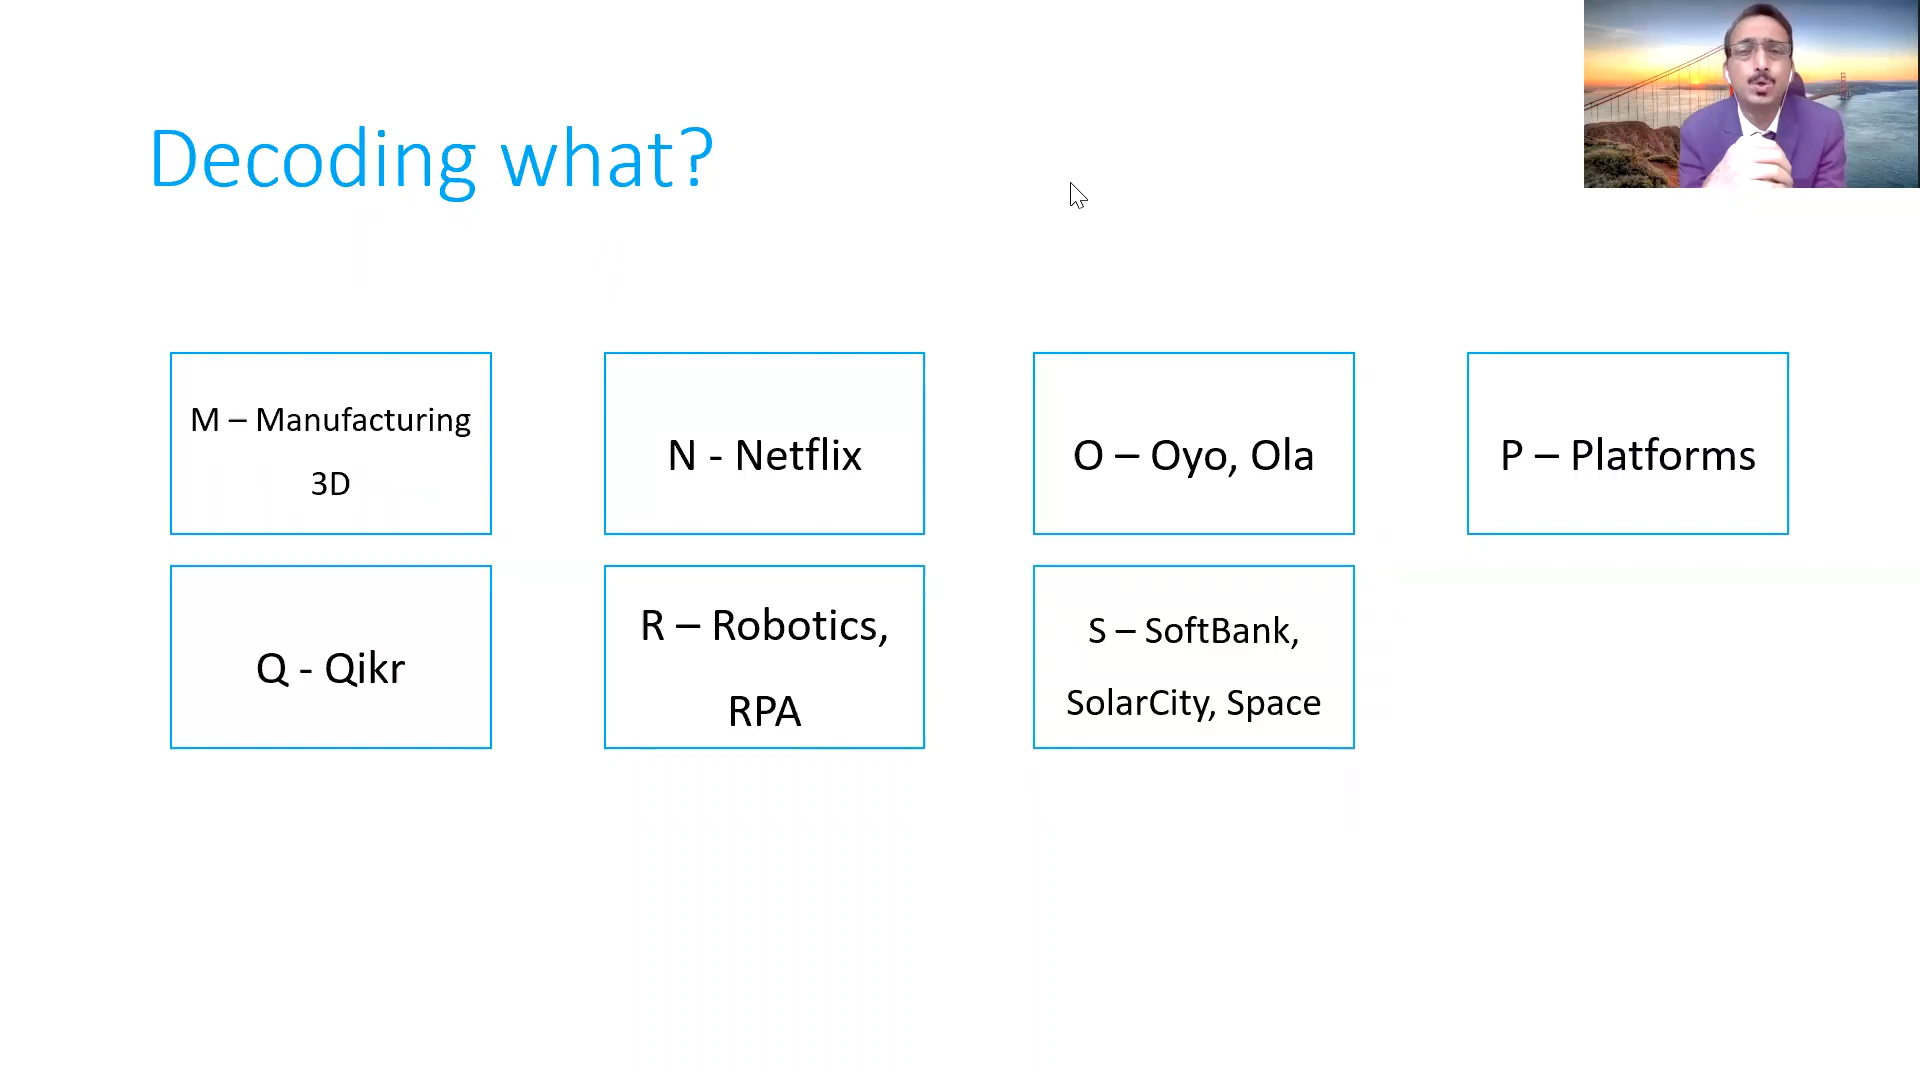 Decoding what?
M – Manufacturing
3D
N - Netflix
O – Oyo, Ola
P – Platforms
Q - Qikr
R – Robotics,
RPA
S – SoftBank,
SolarCity, Space